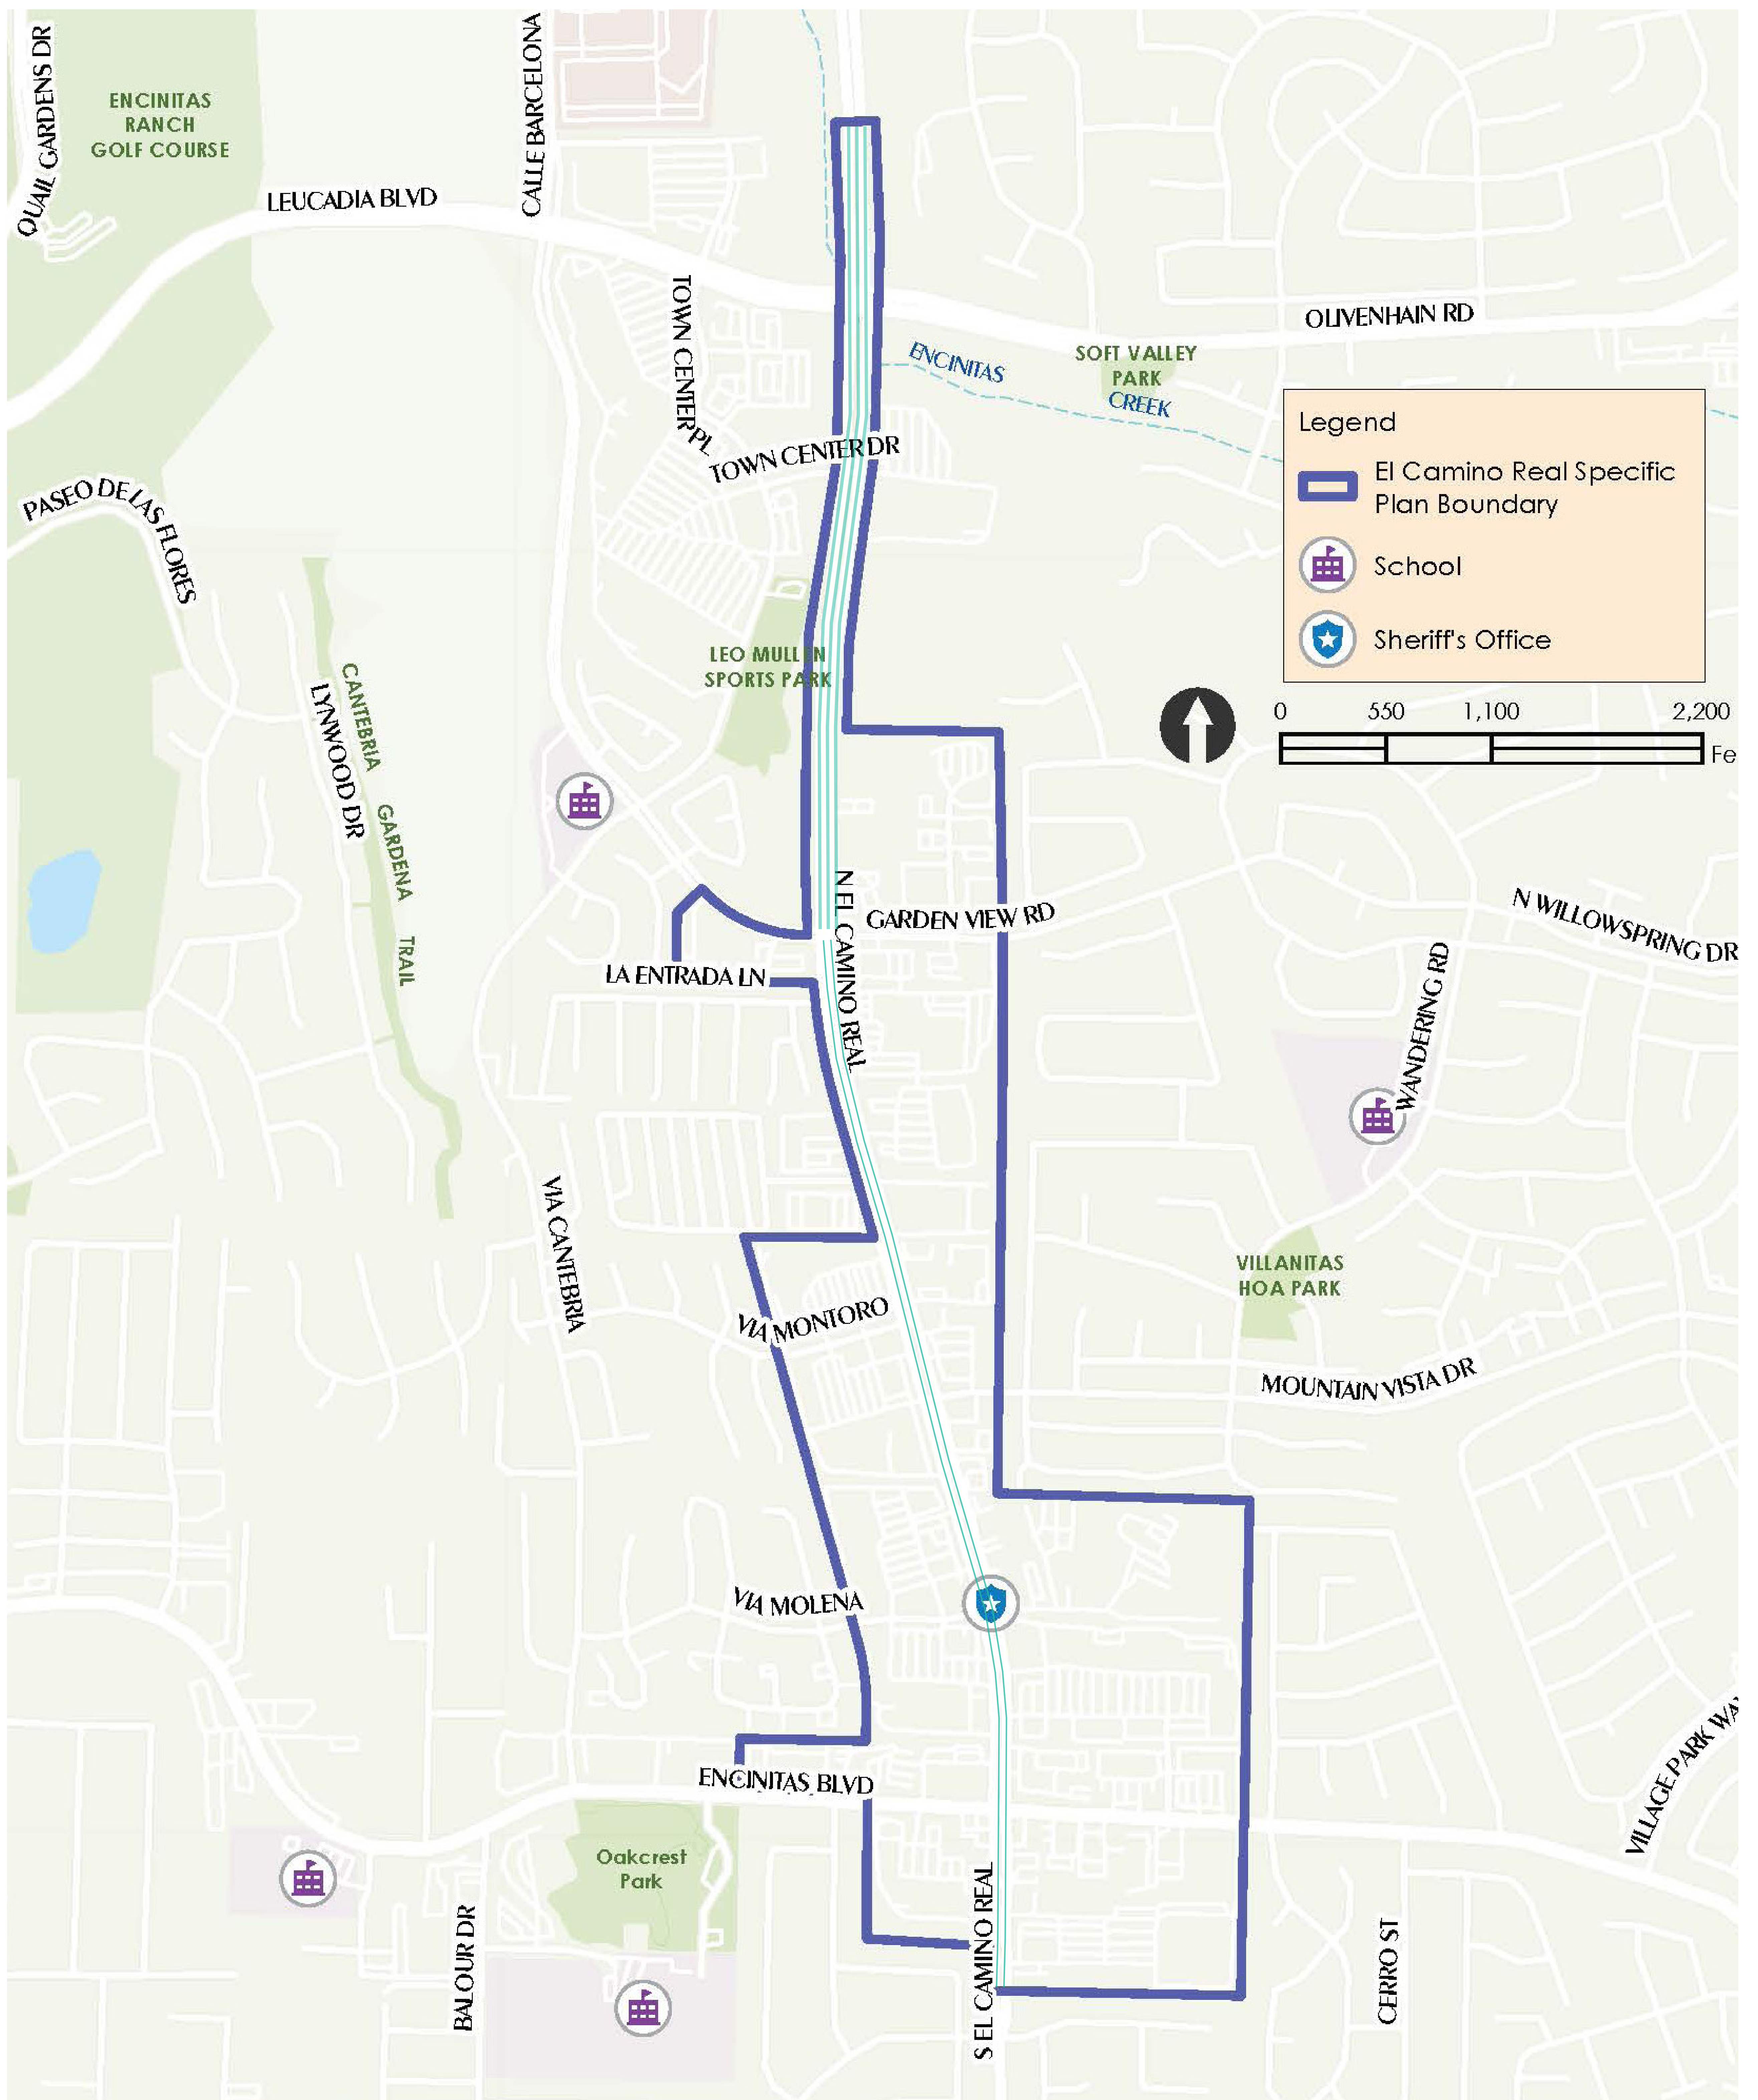 QUAIL GARDENS DR
ENCINITAS
RANCH
GOLF COURSE
CALLE BARCELONA
LEUCADIA BLVD
TOWN CENTER PL
OLIVENHAIN RD
ENCINITAS
CREEK
SOFT VALLEY
PARK
TOWN CENTER DR
Legend
El Camino Real Specific
Plan Boundary
School
Sheriff's Office
0 550 1,100 2,200
Fe
PASEO DE LAS FLORES
LEO MULLEN
SPORTS PARK
CANTEBRIA
GARDENA
TRAIL
LYNWOOD DR
N EL CAMINO REAL
GARDEN VIEW RD
N WILLOWSPRING DR
LA ENTRADA LN
WANDERING RD
VIA CANTEBRIA
VILLANITAS
HOA PARK
VIA MONTORO
MOUNTAIN VISTA DR
VIA MOLENA
ENCINITAS BLVD
VILLAGE PARK WA
Oakcrest
Park
BALOUR DR
S EL CAMINO REAL
CERRO ST